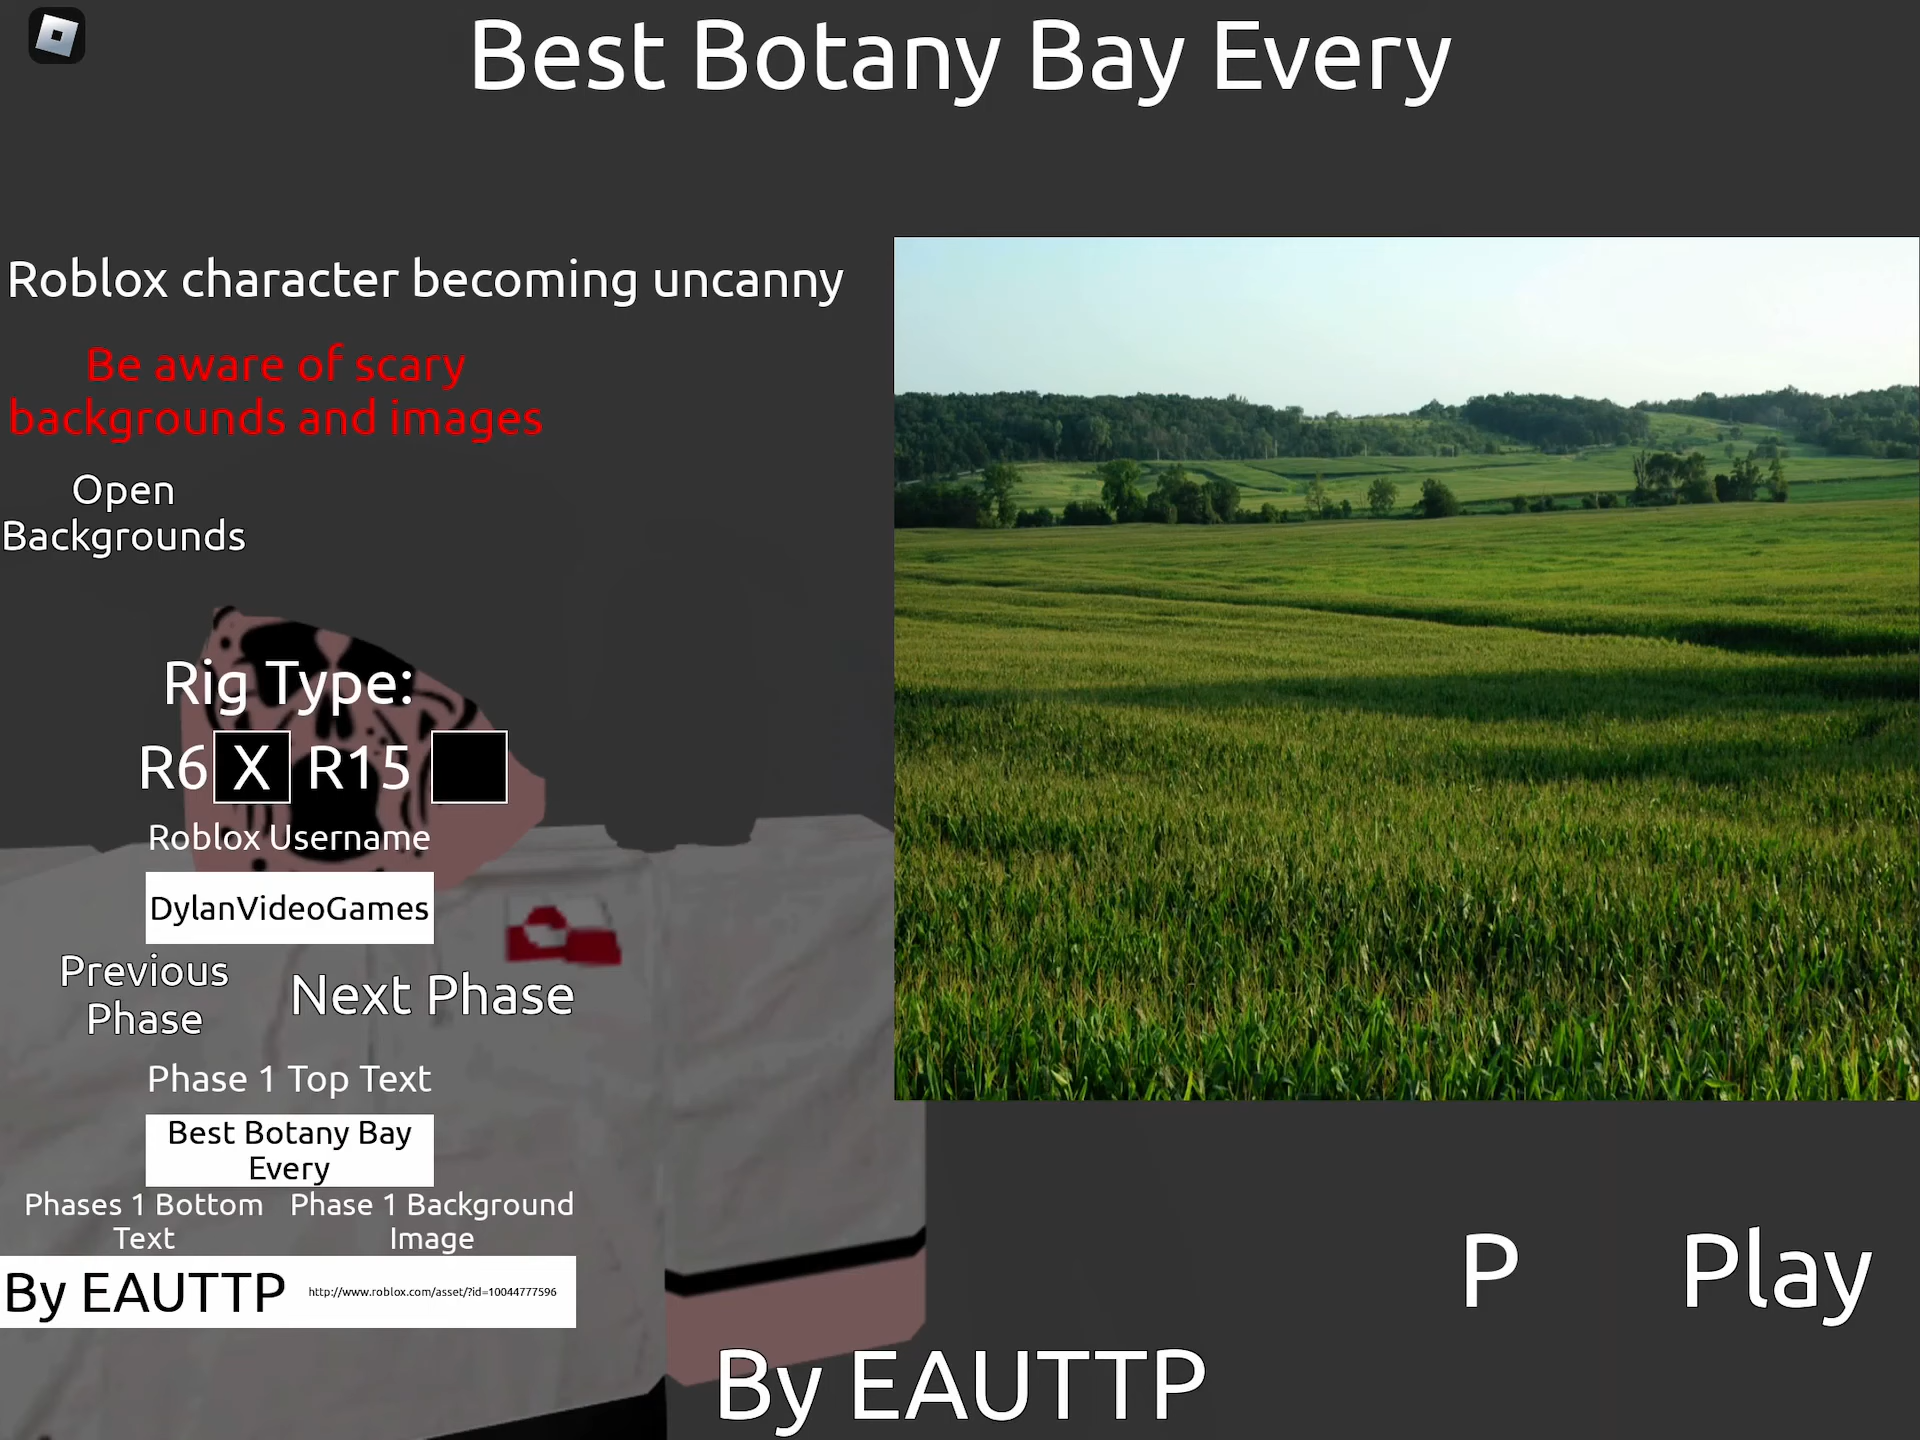 Best Botany Bay Every
Roblox character becoming uncanny
Be aware of scary
backgrounds and images
Open
Backgrounds
Rig Type:
R6 X R15
Roblox Username
DylanVideoGames
Previous
Phase
Next Phase
Phase 1 Top Text
Best Botany Bay
Every
Phases 1 Bottom
Text
Phase 1 Background
Image
By EAUTTP
http://www.roblox.com/asset/?id=10044777596
P
Play
By EAUTTP